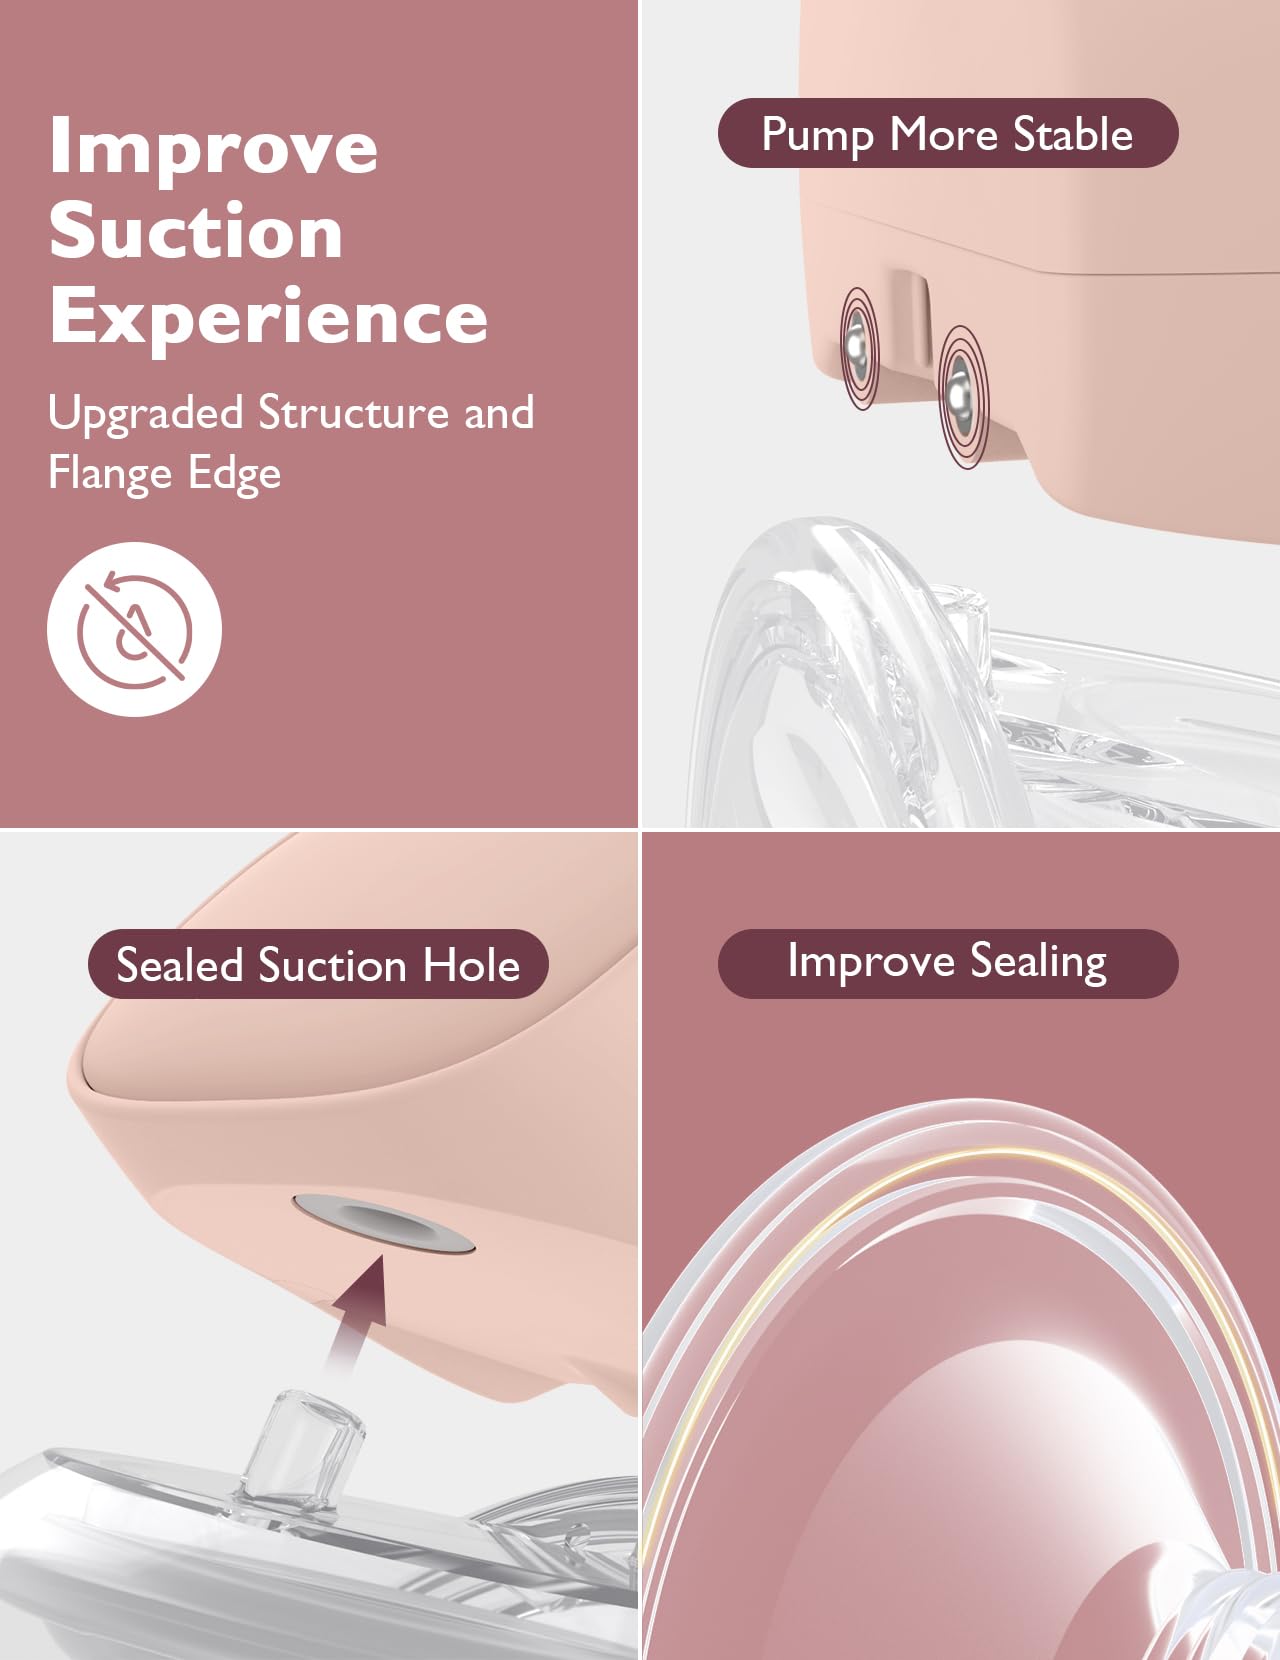 Improve
Suction
Experience
Upgraded Structure and
Flange Edge
Pump More Stable
Sealed Suction Hole
Improve Sealing